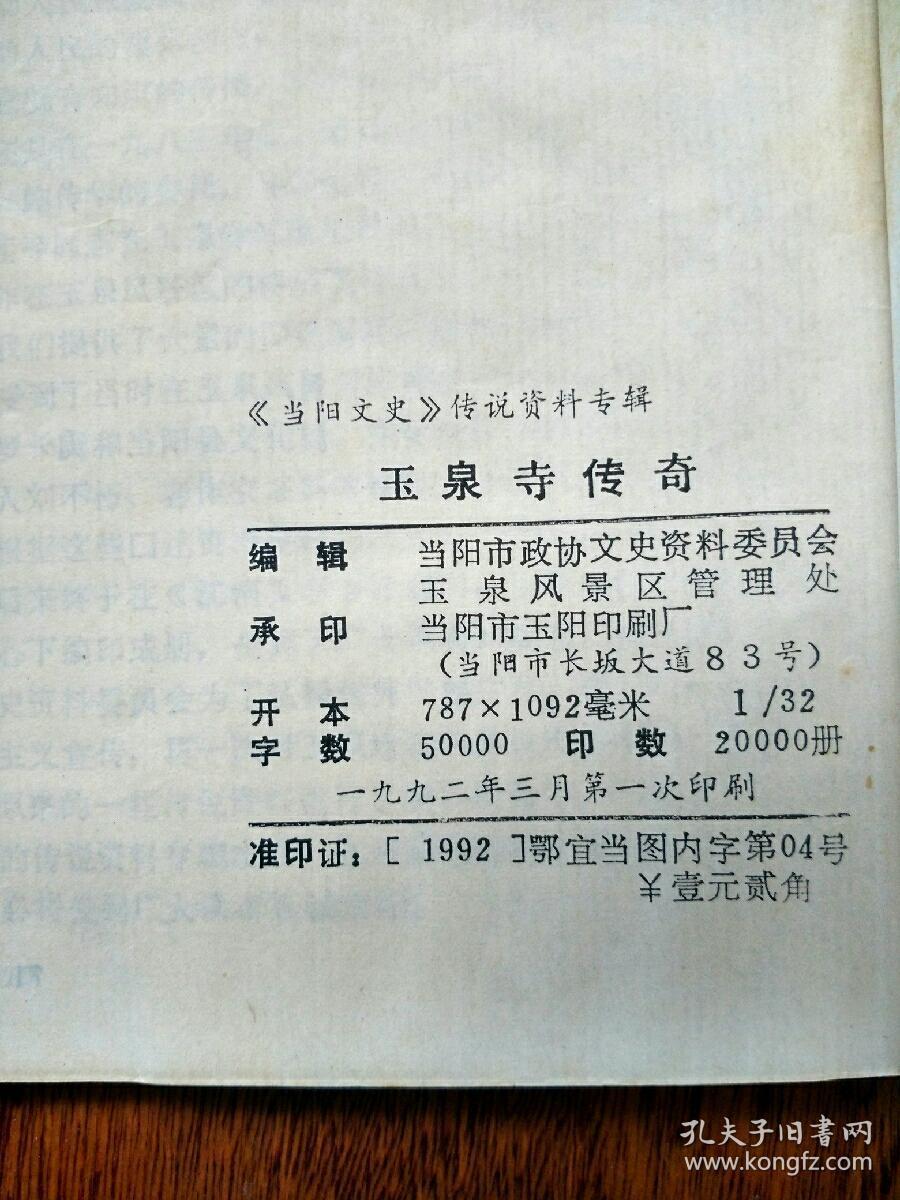 《当阳文史》传说资料专辑
玉泉寺传奇
编辑 当阳市政协文史资料委员会
玉泉风景区管理处
承印 当阳市玉阳印刷厂
(当阳市长坂大道83号)
开本 787×1092毫米 1/32
字数 50000 印数 20000册
一九九二年三月第一次印刷
准印证:[1992]鄂宜当图内字第04号
¥壹元贰角
孔夫子旧书网
www.kongfz.com